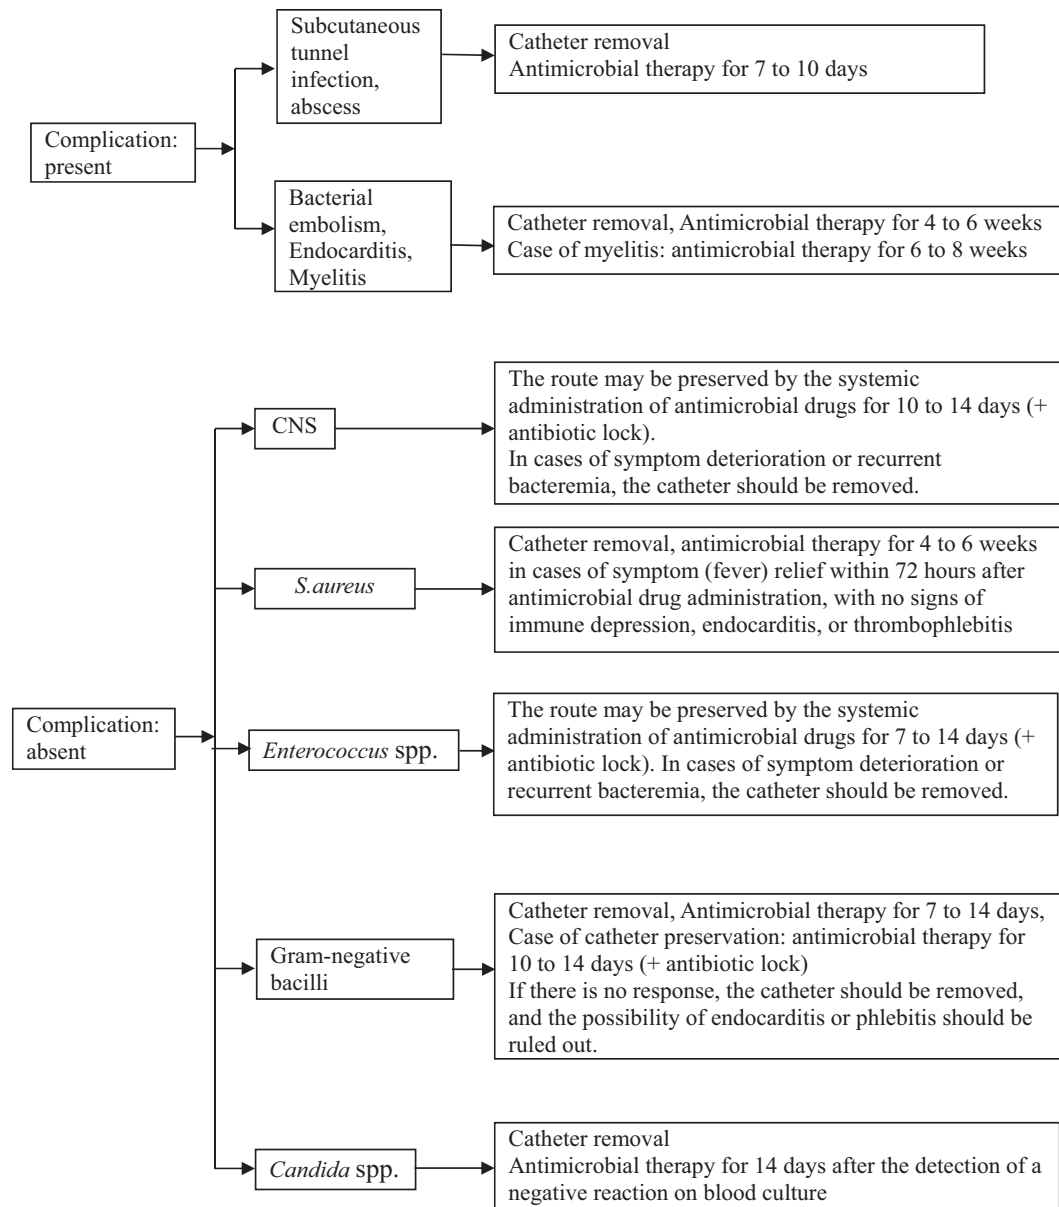 Complication:
present
Subcutaneous
tunnel
infection,
abscess
Catheter removal
Antimicrobial therapy for 7 to 10 days
Bacterial
embolism,
Endocarditis,
Myelitis
Catheter removal, Antimicrobial therapy for 4 to 6 weeks
Case of myelitis: antimicrobial therapy for 6 to 8 weeks
Complication:
absent
CNS
The route may be preserved by the systemic
administration of antimicrobial drugs for 10 to 14 days (+
antibiotic lock).
In cases of symptom deterioration or recurrent
bacteremia, the catheter should be removed.
S.aureus
Catheter removal, antimicrobial therapy for 4 to 6 weeks
in cases of symptom (fever) relief within 72 hours after
antimicrobial drug administration, with no signs of
immune depression, endocarditis, or thrombophlebitis
Enterococcus spp.
The route may be preserved by the systemic
administration of antimicrobial drugs for 7 to 14 days (+
antibiotic lock). In cases of symptom deterioration or
recurrent bacteremia, the catheter should be removed.
Gram-negative
bacilli
Catheter removal, Antimicrobial therapy for 7 to 14 days,
Case of catheter preservation: antimicrobial therapy for
10 to 14 days (+ antibiotic lock)
If there is no response, the catheter should be removed,
and the possibility of endocarditis or phlebitis should be
ruled out.
Candida spp.
Catheter removal
Antimicrobial therapy for 14 days after the detection of a
negative reaction on blood culture